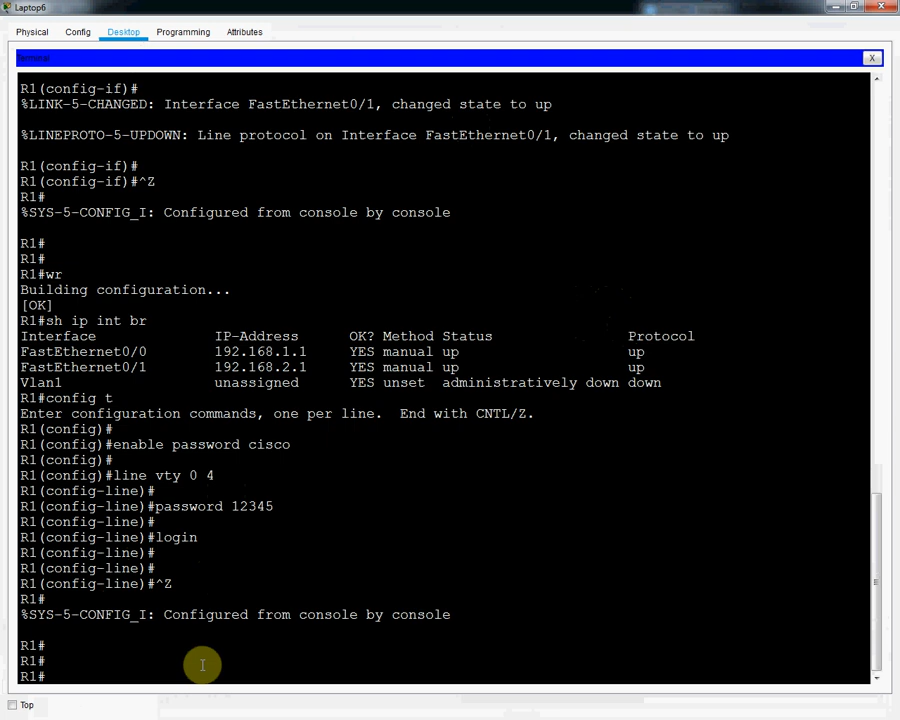 Laptop6
Physical Config Desktop Programming Attributes
Terminal
X
R1(config-if)#
%LINK-5-CHANGED: Interface FastEthernet0/1, changed state to up
%LINEPROTO-5-UPDOWN: Line protocol on Interface FastEthernet0/1, changed state to up
R1(config-if)#
R1(config-if)#^Z
R1#
%SYS-5-CONFIG_I: Configured from console by console
R1#
R1#
R1#wr
Building configuration...
[OK]
R1#sh ip int br
Interface IP-Address OK? Method Status Protocol
FastEthernet0/0 192.168.1.1 YES manual up up
FastEthernet0/1 192.168.2.1 YES manual up up
Vlan1 unassigned YES unset administratively down down
R1#config t
Enter configuration commands, one per line. End with CNTL/Z.
R1(config)#
R1(config)#enable password cisco
R1(config)#
R1(config)#line vty 0 4
R1(config-line)#
R1(config-line)#password 12345
R1(config-line)#
R1(config-line)#login
R1(config-line)#
R1(config-line)#
R1(config-line)#^Z
R1#
%SYS-5-CONFIG_I: Configured from console by console
R1#
R1#
R1#
Top